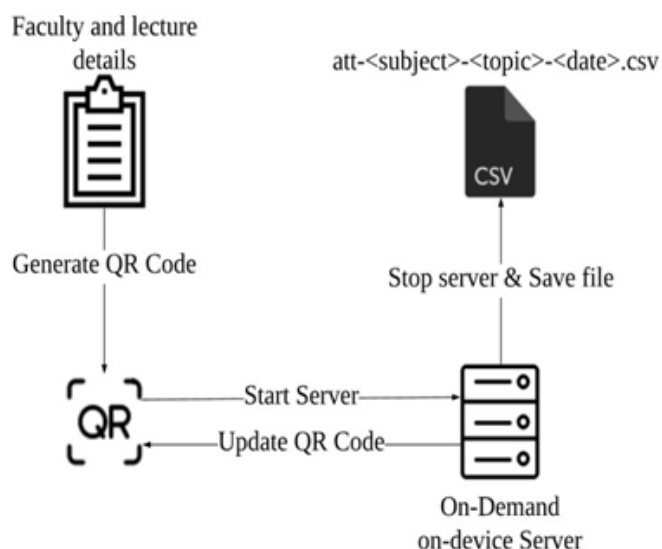 Faculty and lecture
details
att-<subject>-<topic>-<date>.csv
CSV
Generate QR Code
Stop server & Save file
QR
Start Server
Update QR Code
On-Demand
on-device Server